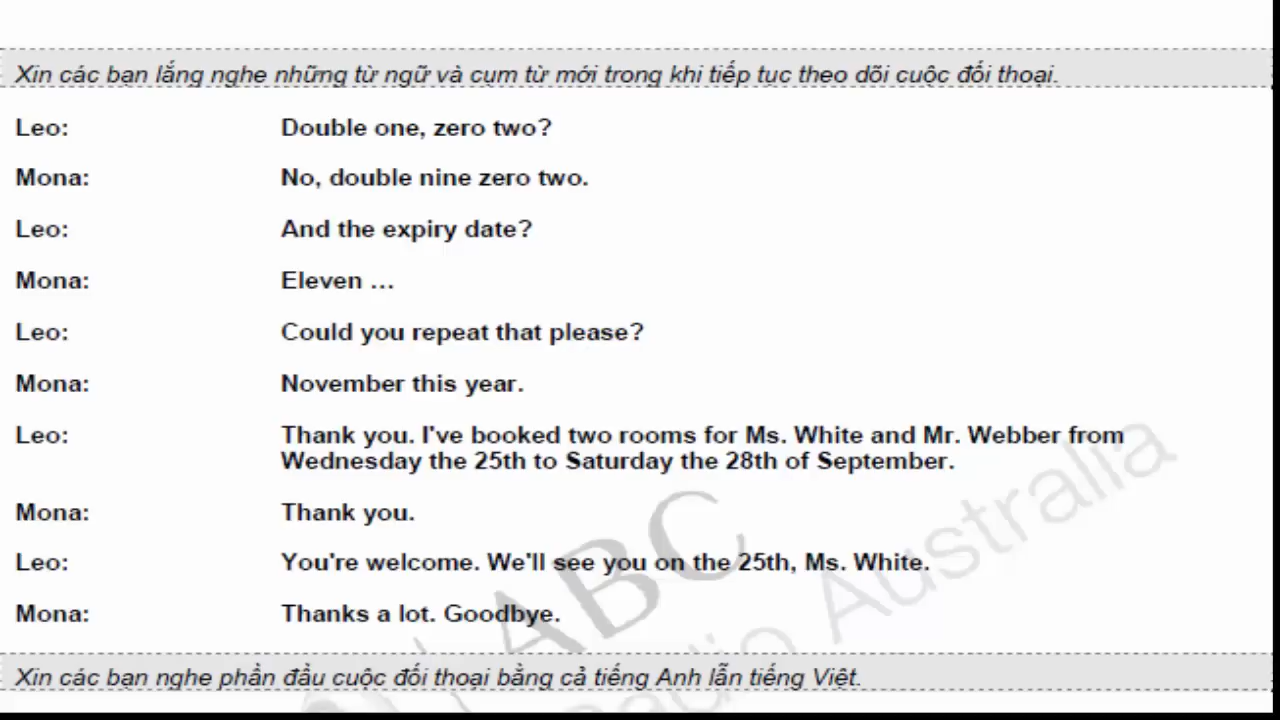 Xin các bạn lắng nghe những từ ngữ và cụm từ mới trong khi tiếp tục theo dõi cuộc đối thoại.
Leo: Double one, zero two?
Mona: No, double nine zero two.
Leo: And the expiry date?
Mona: Eleven …
Leo: Could you repeat that please?
Mona: November this year.
Leo: Thank you. I've booked two rooms for Ms. White and Mr. Webber from
Wednesday the 25th to Saturday the 28th of September.
Mona: Thank you.
Leo: You're welcome. We'll see you on the 25th, Ms. White.
Mona: Thanks a lot. Goodbye.
Xin các bạn nghe phần đầu cuộc đối thoại bằng cả tiếng Anh lẫn tiếng Việt.
ABC
Australia